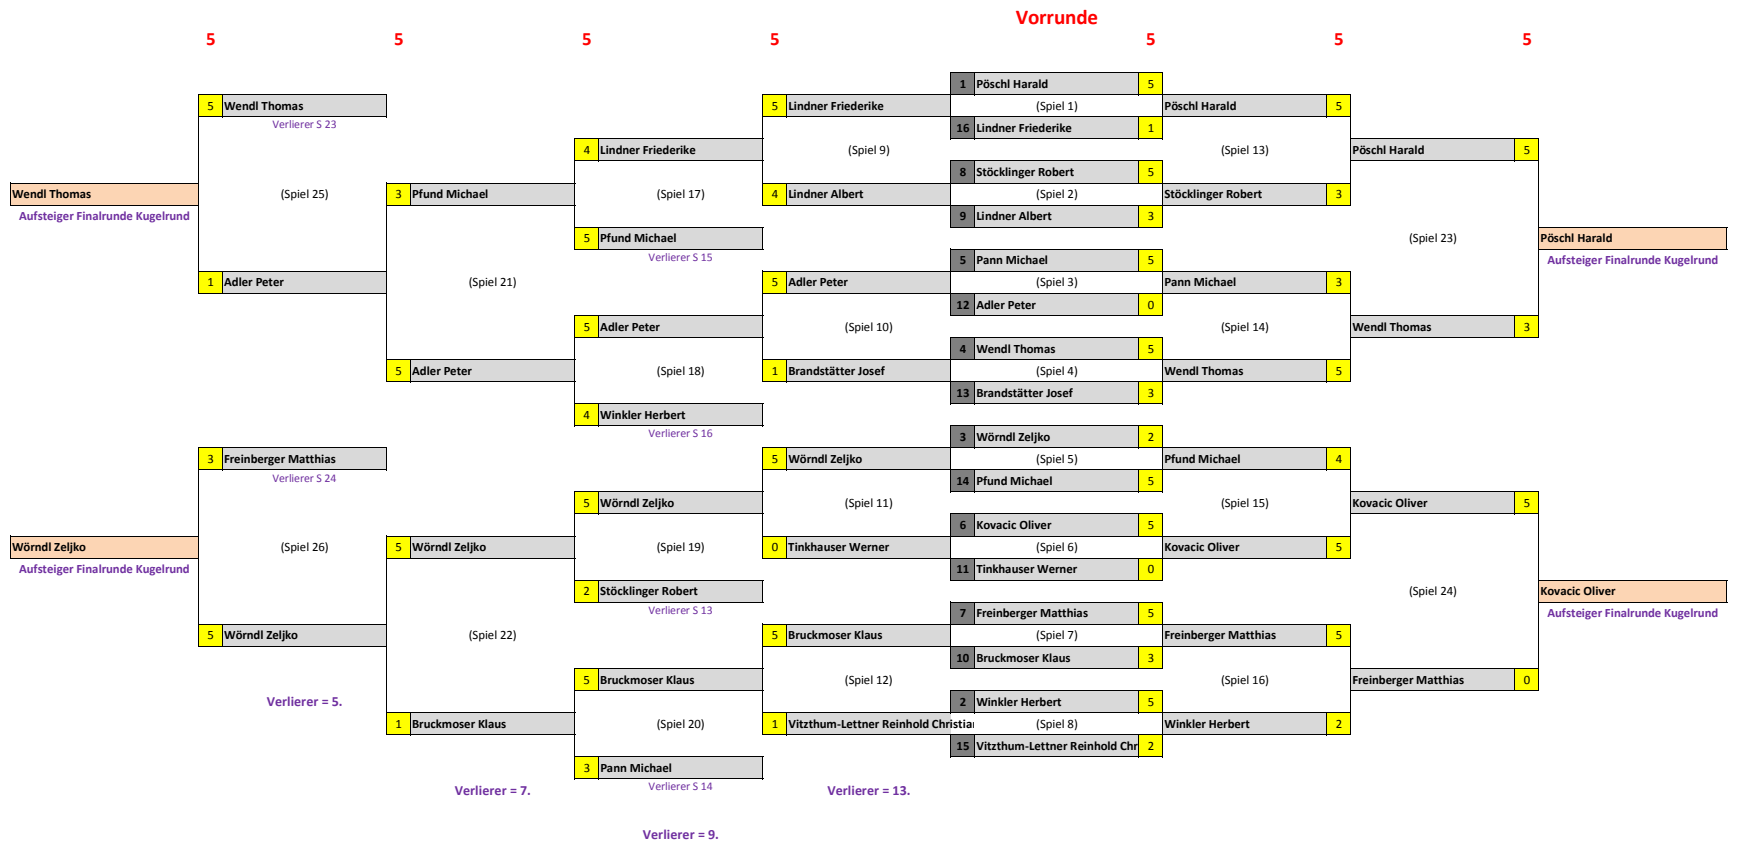 Vorrunde
5 5 5 5 5 5 5
1 Pöschl Harald 5
5 Wendl Thomas 5 Lindner Friederike (Spiel 1) Pöschl Harald 5
Verlierer S 23
16 Lindner Friederike 1
4 Lindner Friederike (Spiel 9) (Spiel 13) Pöschl Harald 5
8 Stöcklinger Robert 5
Wendl Thomas (Spiel 25) 3 Pfund Michael (Spiel 17) 4 Lindner Albert (Spiel 2) Stöcklinger Robert 3
Aufsteiger Finalrunde Kugelrund 9 Lindner Albert 3
5 Pfund Michael (Spiel 23) Pöschl Harald
Verlierer S 15 5 Pann Michael 5 Aufsteiger Finalrunde Kugelrund
1 Adler Peter (Spiel 21) 5 Adler Peter (Spiel 3) Pann Michael 3
12 Adler Peter 0
5 Adler Peter (Spiel 10) (Spiel 14) Wendl Thomas 3
4 Wendl Thomas 5
5 Adler Peter (Spiel 18) 1 Brandstätter Josef (Spiel 4) Wendl Thomas 5
13 Brandstätter Josef 3
4 Winkler Herbert
Verlierer S 16 3 Wörndl Zeljko 2
3 Freinberger Matthias 5 Wörndl Zeljko (Spiel 5) Pfund Michael 4
Verlierer S 24 14 Pfund Michael 5
5 Wörndl Zeljko (Spiel 11) (Spiel 15) Kovacic Oliver 5
6 Kovacic Oliver 5
Wörndl Zeljko (Spiel 26) 5 Wörndl Zeljko (Spiel 19) 0 Tinkhauser Werner (Spiel 6) Kovacic Oliver 5
Aufsteiger Finalrunde Kugelrund 11 Tinkhauser Werner 0
2 Stöcklinger Robert (Spiel 24) Kovacic Oliver
Verlierer S 13 7 Freinberger Matthias 5 Aufsteiger Finalrunde Kugelrund
5 Wörndl Zeljko (Spiel 22) 5 Bruckmoser Klaus (Spiel 7) Freinberger Matthias 5
10 Bruckmoser Klaus 3
5 Bruckmoser Klaus (Spiel 12) (Spiel 16) Freinberger Matthias 0
Verlierer = 5. 2 Winkler Herbert 5
1 Bruckmoser Klaus (Spiel 20) 1 Vitzthum-Lettner Reinhold Christia (Spiel 8) Winkler Herbert 2
15 Vitzthum-Lettner Reinhold Chr 2
3 Pann Michael
Verlierer = 7. Verlierer S 14 Verlierer = 13.
Verlierer = 9.